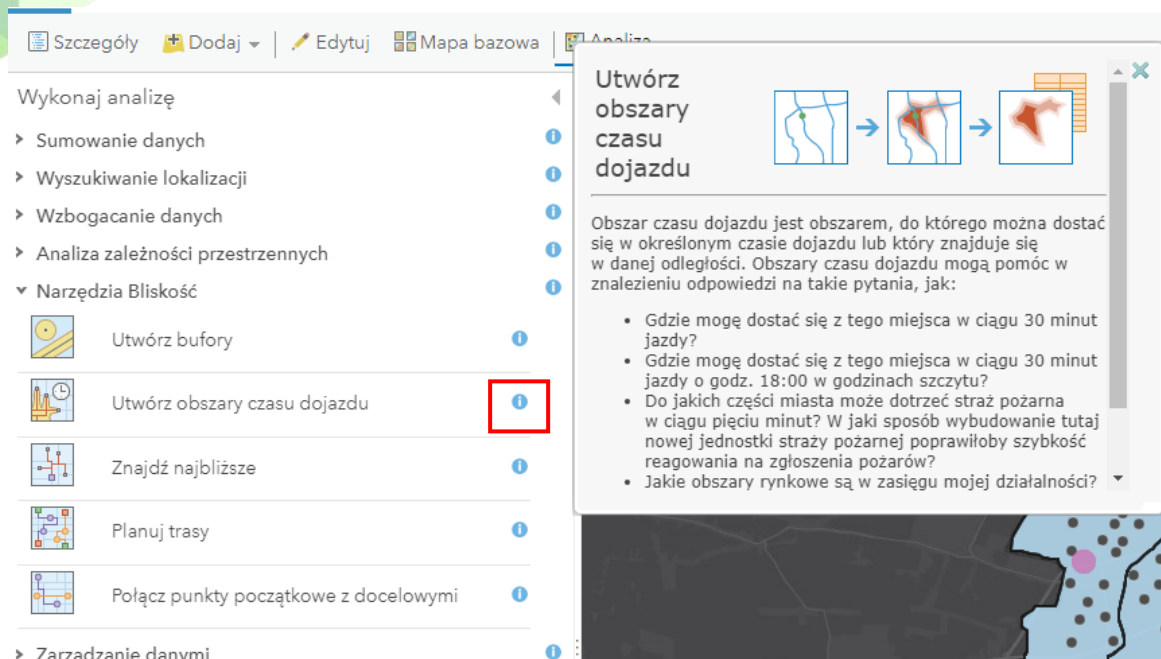 Szczegóły Dodaj Edytuj Mapa bazowa Analiza
Wykonaj analizę
Sumowanie danych
Wyszukiwanie lokalizacji
Wzbogacanie danych
Analiza zależności przestrzennych
Narzędzia Bliskość
Utwórz bufory
Utwórz obszary czasu dojazdu
Znajdź najbliższe
Planuj trasy
Połącz punkty początkowe z docelowymi
Zarządzanie danymi
Utwórz
obszary
czasu
dojazdu
Obszar czasu dojazdu jest obszarem, do którego można dostać
się w określonym czasie dojazdu lub który znajduje się
w danej odległości. Obszary czasu dojazdu mogą pomóc w
znalezieniu odpowiedzi na takie pytania, jak:
• Gdzie mogę dostać się z tego miejsca w ciągu 30 minut
jazdy?
• Gdzie mogę dostać się z tego miejsca w ciągu 30 minut
jazdy o godz. 18:00 w godzinach szczytu?
• Do jakich części miasta może dotrzeć straż pożarna
w ciągu pięciu minut? W jaki sposób wybudowanie tutaj
nowej jednostki straży pożarnej poprawiłoby szybkość
reagowania na zgłoszenia pożarów?
• Jakie obszary rynkowe są w zasięgu mojej działalności?